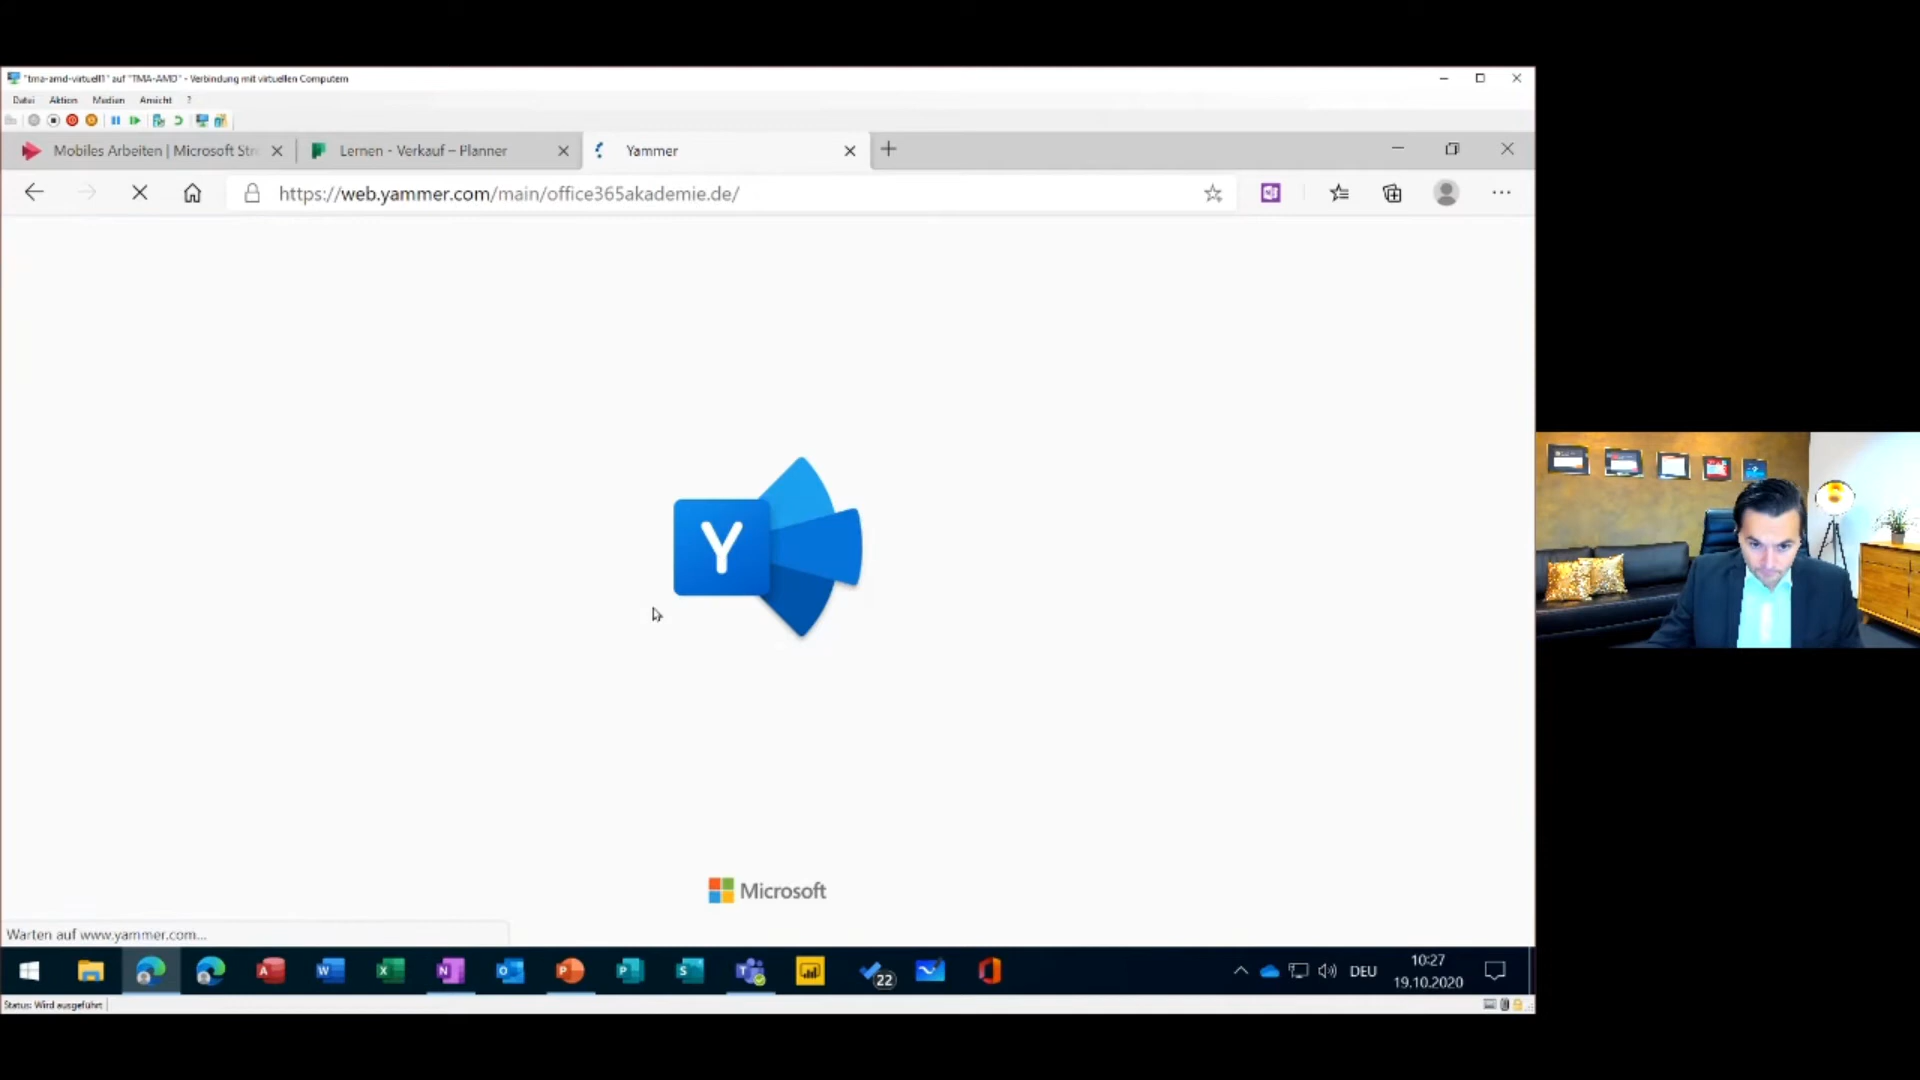 "tma-amd-virtuell1" auf "TMA-AMD" - Verbindung mit virtuellen Computern
Datei Aktion Medien Ansicht ?
Mobiles Arbeiten | Microsoft Str
Lernen - Verkauf – Planner
Yammer
https://web.yammer.com/main/office365akademie.de/
N
Y
Microsoft
Warten auf www.yammer.com...
A W X N O P P S T 22
DEU
10:27
19.10.2020
Status: Wird ausgeführt